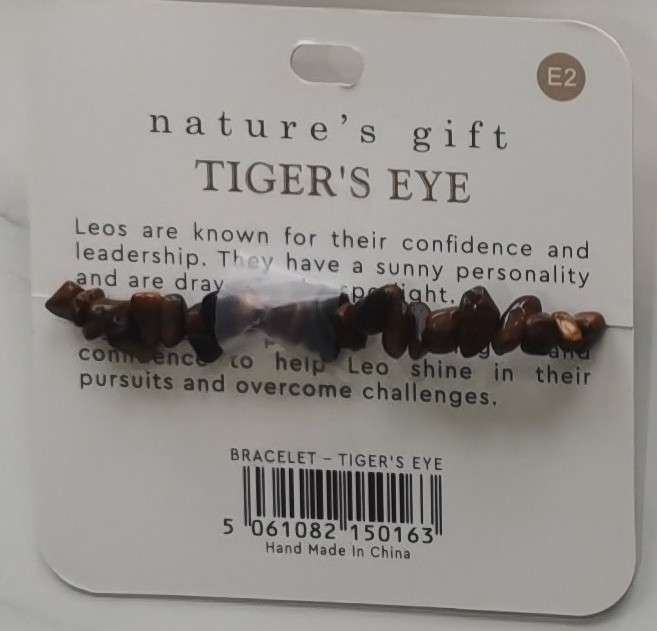 E2
nature's gift
TIGER'S EYE
Leos are known for their confidence and
leadership. They have a sunny personality
and are
and
to help Leo shine in their
pursuits and overcome challenges.
BRACELET – TIGER'S EYE
5 061082 150163
Hand Made In China